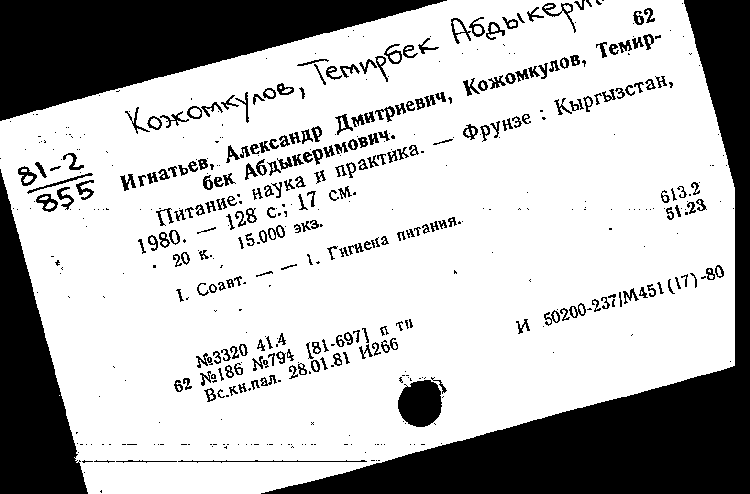 Кожомкулов, Темирбек
62
81-2
855
Игнатьев, Александр Дмитриевич, Кожомкулов, Темир-
бек Абдыкеримович.
Питание: наука и практика. — Фрунзе : Кыргызстан,
1980. — 128 с.; 17 см.
20 к. 15.000 экз.
613.2
51.23
I. Соавт. — — 1. Гигиена питания.
№3320 41.4
62 №186 №794 [81-697] п тп
Вс.кн.пал. 28.01.81 И266
И 50200-237/М451(17)-80